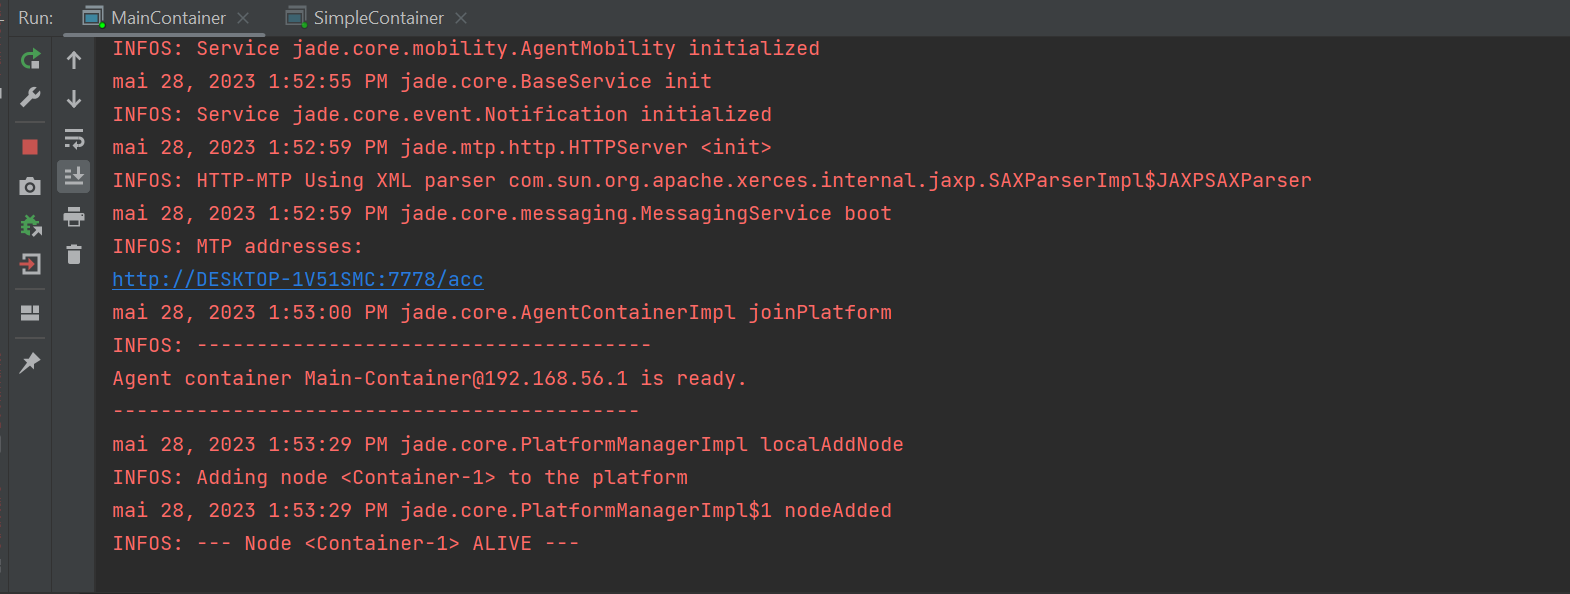 Run: MainContainer SimpleContainer
INFOS: Service jade.core.mobility.AgentMobility initialized
mai 28, 2023 1:52:55 PM jade.core.BaseService init
INFOS: Service jade.core.event.Notification initialized
mai 28, 2023 1:52:59 PM jade.mtp.http.HTTPServer <init>
INFOS: HTTP-MTP Using XML parser com.sun.org.apache.xerces.internal.jaxp.SAXParserImpl$JAXPSAXParser
mai 28, 2023 1:52:59 PM jade.core.messaging.MessagingService boot
INFOS: MTP addresses:
http://DESKTOP-1V51SMC:7778/acc
mai 28, 2023 1:53:00 PM jade.core.AgentContainerImpl joinPlatform
INFOS: --------------------------------------
Agent container Main-Container@192.168.56.1 is ready.
--------------------------------------------
mai 28, 2023 1:53:29 PM jade.core.PlatformManagerImpl localAddNode
INFOS: Adding node <Container-1> to the platform
mai 28, 2023 1:53:29 PM jade.core.PlatformManagerImpl$1 nodeAdded
INFOS: --- Node <Container-1> ALIVE ---